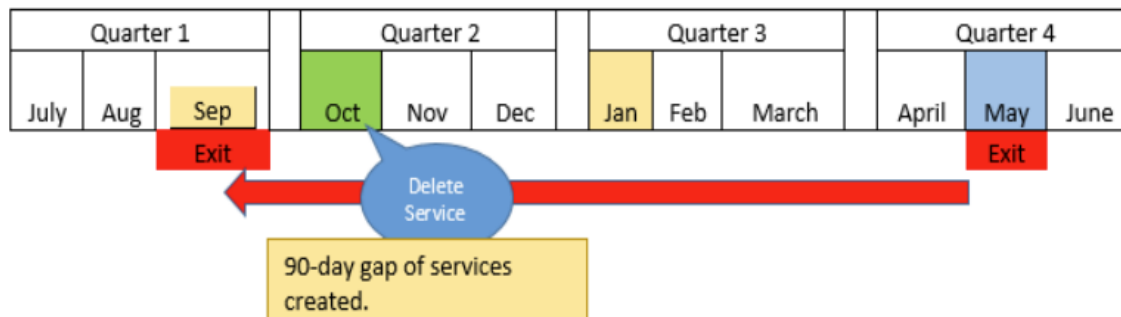 Quarter 1 Quarter 2 Quarter 3 Quarter 4
July Aug Sep Oct Nov Dec Jan Feb March April May June
Exit Exit
Delete
Service
90-day gap of services
created.